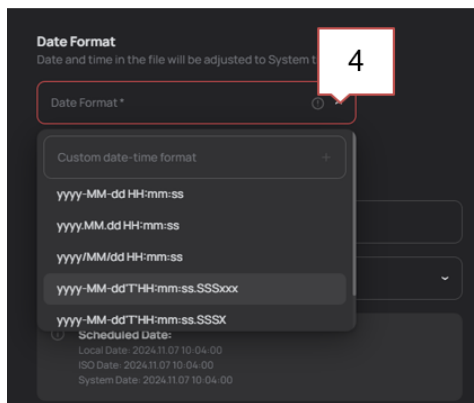 Date Format
Date and time in the file will be adjusted to System t
4
Date Format *
Custom date-time format +
yyyy-MM-dd HH:mm:ss
yyyy.MM.dd HH:mm:ss
yyyy/MM/dd HH:mm:ss
yyyy-MM-dd'T'HH:mm:ss.SSSxxx
yyyy-MM-dd'T'HH:mm:ss.SSSX
Scheduled Date:
Local Date: 2024.11.07 10:04:00
ISO Date: 2024.11.07 10:04:00
System Date: 2024.11.07 10:04:00